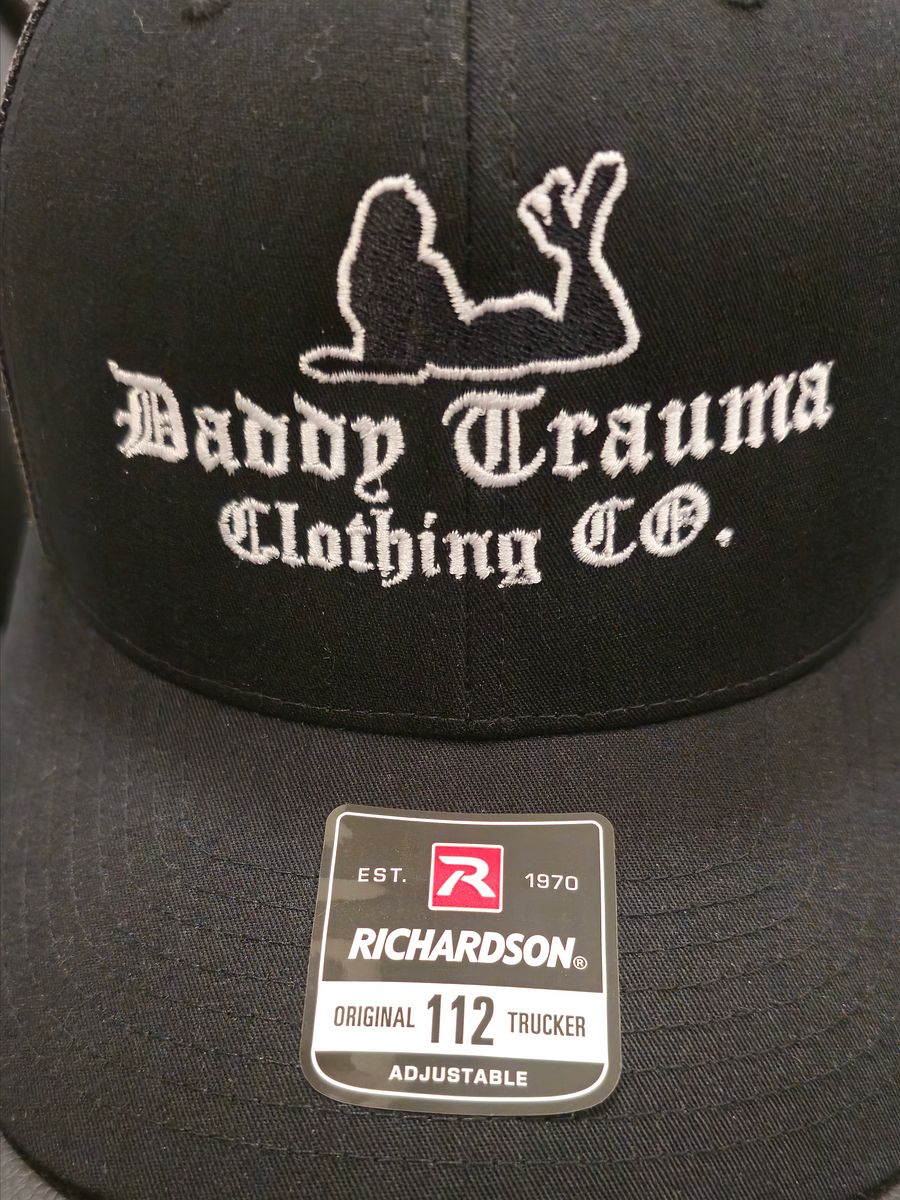 Daddy Trauma
Clothing CO.
EST. R 1970
RICHARDSON®
ORIGINAL 112 TRUCKER
ADJUSTABLE